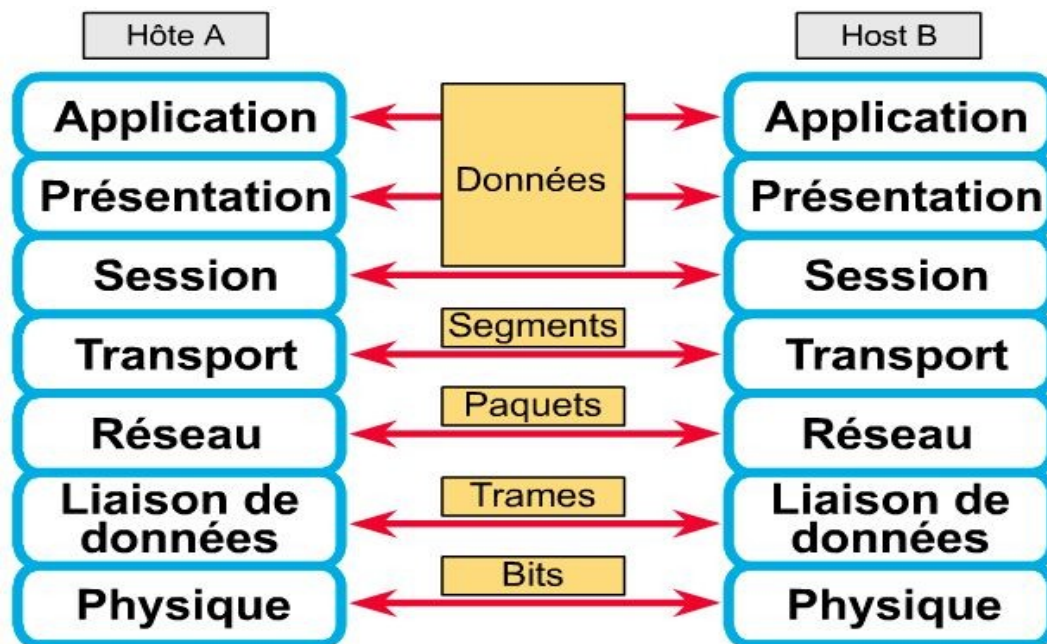 Hôte A
Host B
Application
Application
Données
Présentation
Présentation
Session
Session
Segments
Transport
Transport
Paquets
Réseau
Réseau
Trames
Liaison de
données
Liaison de
données
Bits
Physique
Physique